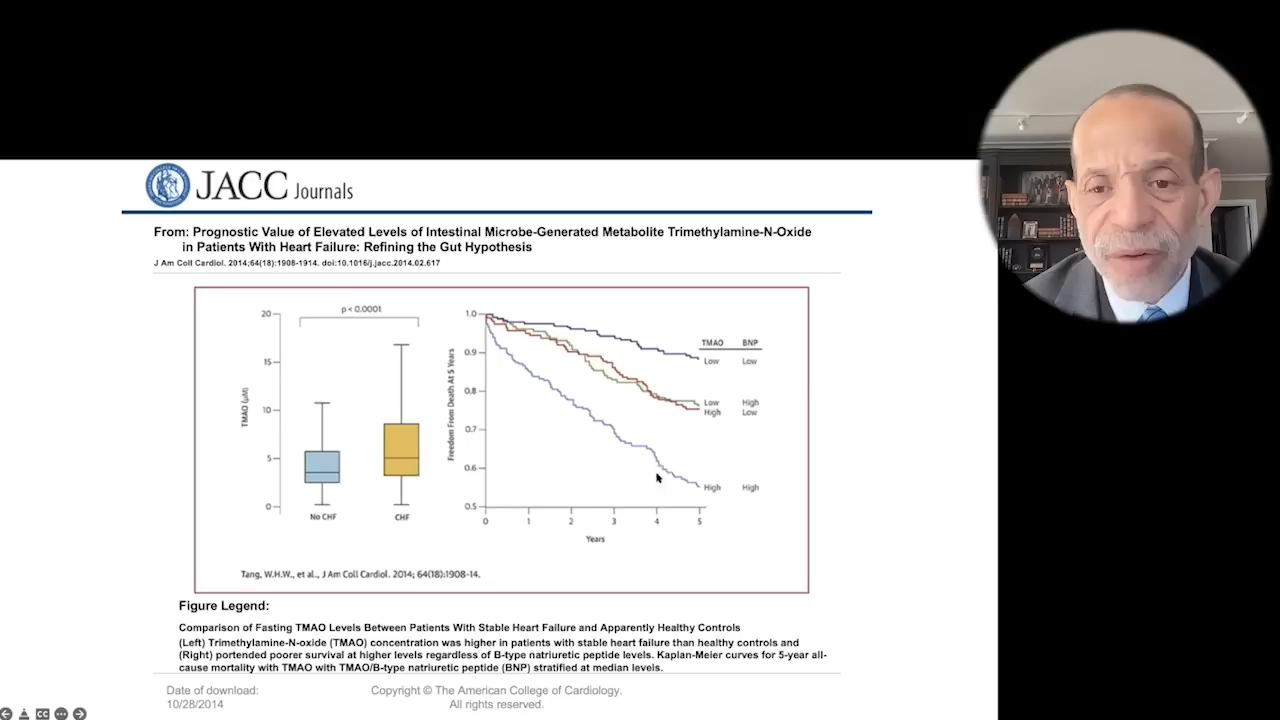 JACC Journals
From: Prognostic Value of Elevated Levels of Intestinal Microbe-Generated Metabolite Trimethylamine-N-Oxide
in Patients With Heart Failure: Refining the Gut Hypothesis
J Am Coll Cardiol. 2014;64(18):1908-1914. doi:10.1016/j.jacc.2014.02.617
p < 0.0001
TMAO (μM)
20
15
10
5
0
No CHF
CHF
Freedom From Death At 5 Years
1.0
0.9
0.8
0.7
0.6
0.5
0 1 2 3 4 5
Years
TMAO BNP
Low Low
Low High
High Low
High High
Tang, W.H.W., et al., J Am Coll Cardiol. 2014; 64(18):1908-14.
Figure Legend:
Comparison of Fasting TMAO Levels Between Patients With Stable Heart Failure and Apparently Healthy Controls
(Left) Trimethylamine-N-oxide (TMAO) concentration was higher in patients with stable heart failure than healthy controls and
(Right) portended poorer survival at higher levels regardless of B-type natriuretic peptide levels. Kaplan-Meier curves for 5-year all-
cause mortality with TMAO with TMAO/B-type natriuretic peptide (BNP) stratified at median levels.
Date of download:
10/28/2014
Copyright © The American College of Cardiology.
All rights reserved.
CC